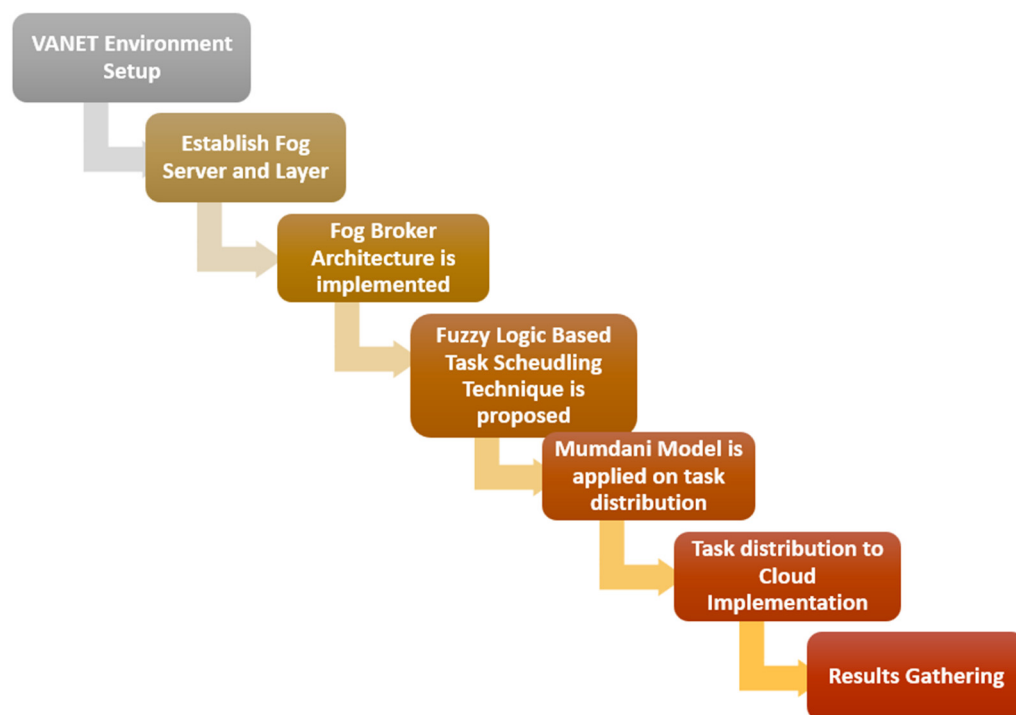 VANET Environment
Setup
Establish Fog
Server and Layer
Fog Broker
Architecture is
implemented
Fuzzy Logic Based
Task Scheudling
Technique is
proposed
Mumdani Model is
applied on task
distribution
Task distribution to
Cloud
Implementation
Results Gathering